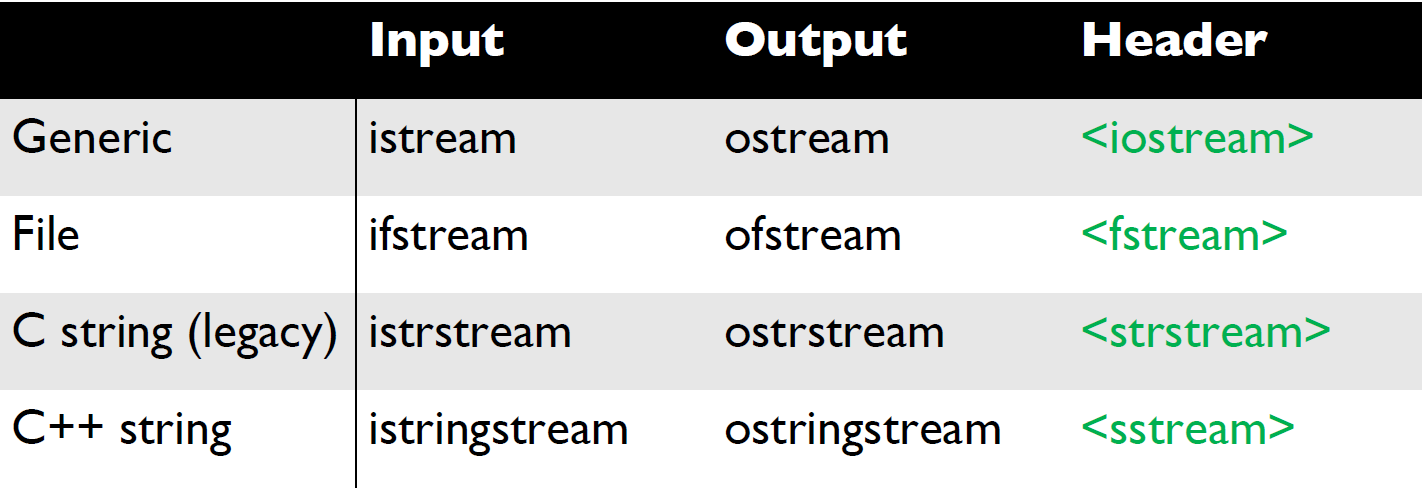 Input Output Header
Generic istream ostream <iostream>
File ifstream ofstream <fstream>
C string (legacy) istrstream ostrstream <strstream>
C++ string istringstream ostringstream <sstream>